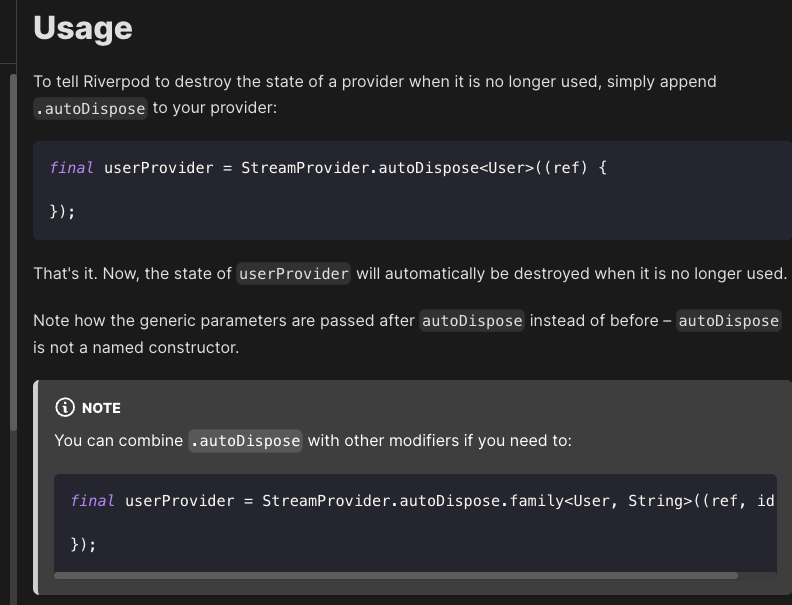 Usage
To tell Riverpod to destroy the state of a provider when it is no longer used, simply append
.autoDispose to your provider:
final userProvider = StreamProvider.autoDispose<User>((ref) {
});
That's it. Now, the state of userProvider will automatically be destroyed when it is no longer used.
Note how the generic parameters are passed after autoDispose instead of before – autoDispose
is not a named constructor.
NOTE
You can combine .autoDispose with other modifiers if you need to:
final userProvider = StreamProvider.autoDispose.family<User, String>((ref, id
});